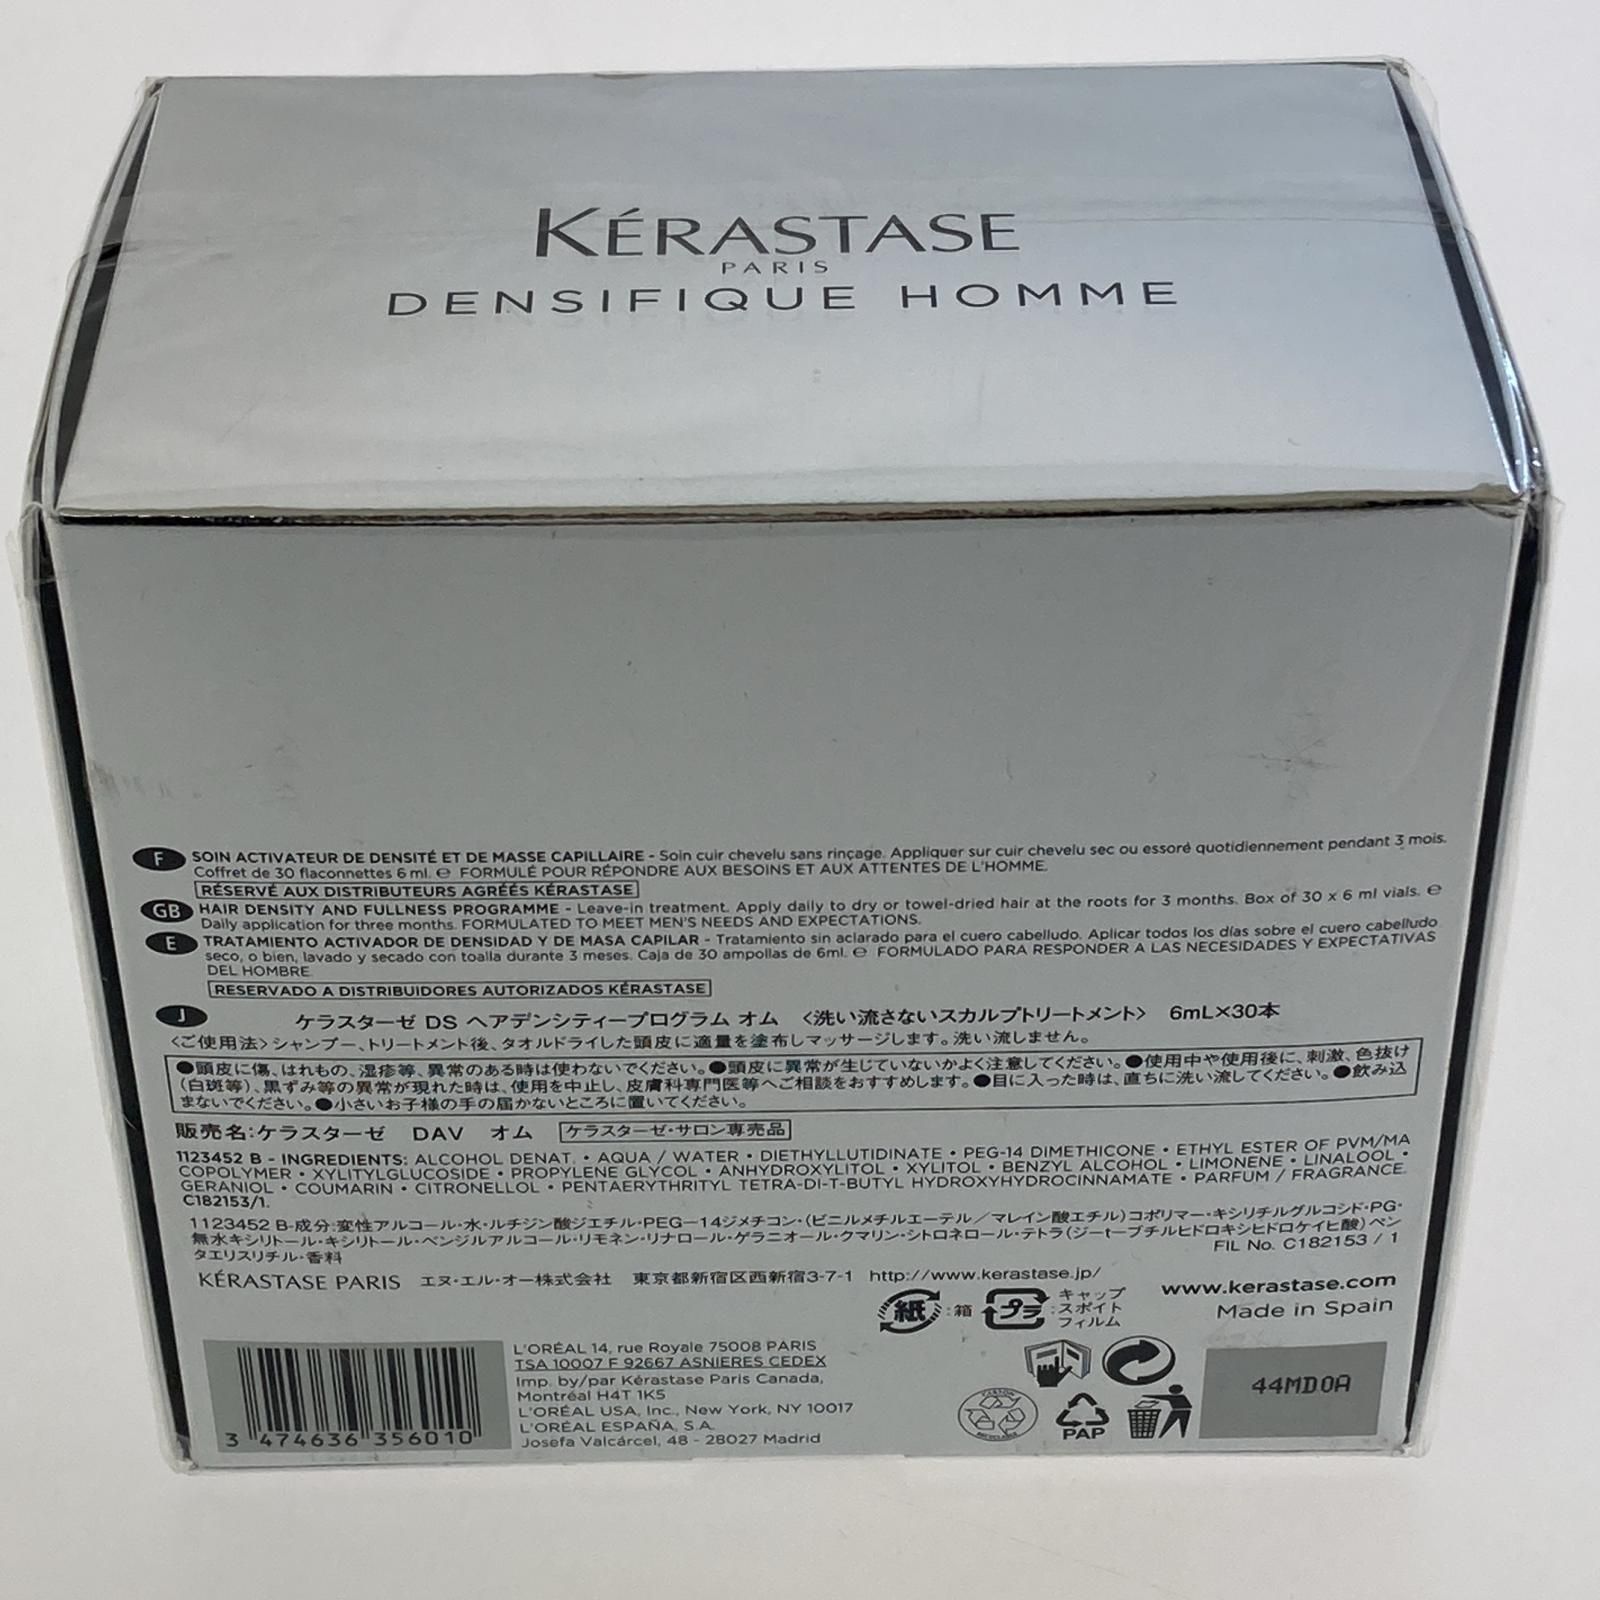 KÉRASTASE
PARIS
DENSIFIQUE HOMME
F SOIN ACTIVATEUR DE DENSITÉ ET DE MASSE CAPILLAIRE - Soin cuir chevelu sans rinçage. Appliquer sur cuir chevelu sec ou essoré quotidiennement pendant 3 mois.
Coffret de 30 flaconnettes 6 ml. ℮ FORMULÉ POUR RÉPONDRE AUX BESOINS ET AUX ATTENTES DE L'HOMME.
RÉSERVÉ AUX DISTRIBUTEURS AGRÉÉS KÉRASTASE
GB HAIR DENSITY AND FULLNESS PROGRAMME - Leave-in treatment. Apply daily to dry or towel-dried hair at the roots for 3 months. Box of 30 x 6 ml vials. ℮
Daily application for three months. FORMULATED TO MEET MEN'S NEEDS AND EXPECTATIONS.
E TRATAMIENTO ACTIVADOR DE DENSIDAD Y DE MASA CAPILAR - Tratamiento sin aclarado para el cuero cabelludo. Aplicar todos los días sobre el cuero cabelludo
seco, o bien, lavado y secado con toalla durante 3 meses. Caja de 30 ampollas de 6ml. ℮ FORMULADO PARA RESPONDER A LAS NECESIDADES Y EXPECTATIVAS
DEL HOMBRE
RESERVADO A DISTRIBUIDORES AUTORIZADOS KÉRASTASE
J ケラスターゼ DS ヘアデンシティープログラム オム 〈洗い流さないスカルプトリートメント〉 6mL×30本
〈ご使用法〉シャンプー、トリートメント後、タオルドライした頭皮に適量を塗布しマッサージします。洗い流しません。
●頭皮に傷、はれもの、湿疹等、異常のある時は使わないでください。●頭皮に異常が生じていないかよく注意してください。●使用中や使用後に、刺激、色抜け
(白斑等)、黒ずみ等の異常が現れた時は、使用を中止し、皮膚科専門医等へご相談をおすすめします。●目に入った時は、直ちに洗い流してください。●飲み込
まないでください。●小さいお子様の手の届かないところに置いてください。
販売名:ケラスターゼ DAV オム ケラスターゼ・サロン専売品
1123452 B - INGREDIENTS: ALCOHOL DENAT. • AQUA / WATER • DIETHYLLUTIDINATE • PEG-14 DIMETHICONE • ETHYL ESTER OF PVM/MA
COPOLYMER • XYLITYLGLUCOSIDE • PROPYLENE GLYCOL • ANHYDROXYLITOL • XYLITOL • BENZYL ALCOHOL • LIMONENE • LINALOOL •
GERANIOL • COUMARIN • CITRONELLOL • PENTAERYTHRITYL TETRA-DI-T-BUTYL HYDROXYHYDROCINNAMATE • PARFUM / FRAGRANCE.
C182153/1.
1123452 B-成分:変性アルコール・水・ルチジン酸ジエチル・PEG-14ジメチコン・(ビニルメチルエーテル/マレイン酸エチル)コポリマー・キシリチルグルコシド・PG・
無水キシリトール・キシリトール・ベンジルアルコール・リモネン・リナロール・ゲラニオール・クマリン・シトロネロール・テトラ(ジ-t-ブチルヒドロキシヒドロケイヒ酸)ペン
タエリスリチル・香料
FIL No. C182153 / 1
KÉRASTASE PARIS エヌ・エル・オー株式会社 東京都新宿区西新宿3-7-1 http://www.kerastase.jp/
www.kerastase.com
Made in Spain
紙 :箱 プラ :キャップ
スポイト
フィルム
L'ORÉAL 14, rue Royale 75008 PARIS
TSA 10007 F 92667 ASNIERES CEDEX
Imp. by/par Kérastase Paris Canada,
Montréal H4T 1K5
L'ORÉAL USA, Inc., New York, NY 10017
L'ORÉAL ESPAÑA, S.A.
Josefa Valcárcel, 48 - 28027 Madrid
3 474636 356010
PAP
44MD0A